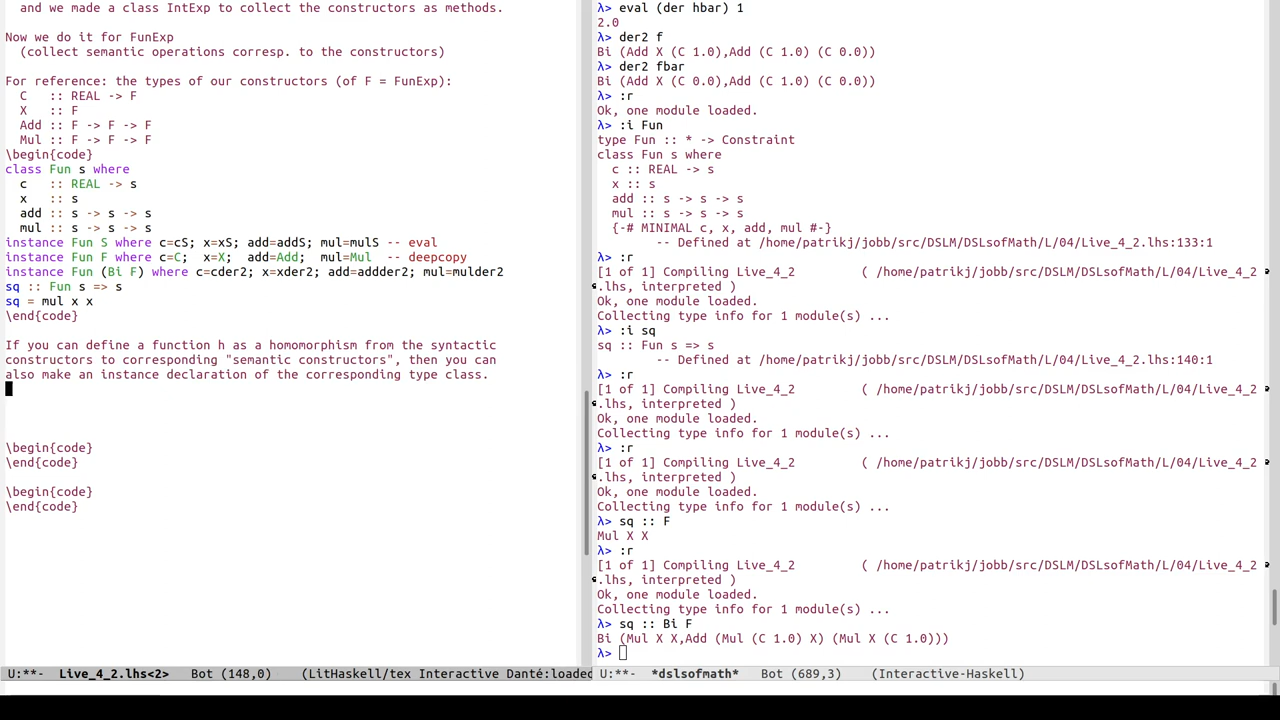 and we made a class IntExp to collect the constructors as methods.

Now we do it for FunExp
(collect semantic operations corresp. to the constructors)

For reference: the types of our constructors (of F = FunExp):
C   :: REAL -> F
X   :: F
Add :: F -> F -> F
Mul :: F -> F -> F
\begin{code}
class Fun s where
c   :: REAL -> s
x   :: s
add :: s -> s -> s
mul :: s -> s -> s
instance Fun S where c=cS; x=xS; add=addS; mul=mulS -- eval
instance Fun F where c=C;  x=X;  add=Add;  mul=Mul  -- deepcopy
instance Fun (Bi F) where c=cder2; x=xder2; add=addder2; mul=mulder2
sq :: Fun s => s
sq = mul x x
\end{code}

If you can define a function h as a homomorphism from the syntactic
constructors to corresponding "semantic constructors", then you can
also make an instance declaration of the corresponding type class.

\begin{code}
\end{code}

\begin{code}
\end{code}
U:**-  Live_4_2.lhs<2>   Bot (148,0)    (LitHaskell/tex Interactive Danté:loaded
λ> eval (der hbar) 1
2.0
λ> der2 f
Bi (Add X (C 1.0),Add (C 1.0) (C 0.0))
λ> der2 fbar
Bi (Add X (C 0.0),Add (C 1.0) (C 0.0))
λ> :r
Ok, one module loaded.
λ> :i Fun
type Fun :: * -> Constraint
class Fun s where
c :: REAL -> s
x :: s
add :: s -> s -> s
mul :: s -> s -> s
{-# MINIMAL c, x, add, mul #-}
-- Defined at /home/patrikj/jobb/src/DSLM/DSLsofMath/L/04/Live_4_2.lhs:133:1
λ> :r
[1 of 1] Compiling Live_4_2         ( /home/patrikj/jobb/src/DSLM/DSLsofMath/L/04/Live_4_2
.lhs, interpreted )
Ok, one module loaded.
Collecting type info for 1 module(s) ...
λ> :i sq
sq :: Fun s => s
-- Defined at /home/patrikj/jobb/src/DSLM/DSLsofMath/L/04/Live_4_2.lhs:140:1
λ> :r
[1 of 1] Compiling Live_4_2         ( /home/patrikj/jobb/src/DSLM/DSLsofMath/L/04/Live_4_2
.lhs, interpreted )
Ok, one module loaded.
Collecting type info for 1 module(s) ...
λ> :r
[1 of 1] Compiling Live_4_2         ( /home/patrikj/jobb/src/DSLM/DSLsofMath/L/04/Live_4_2
.lhs, interpreted )
Ok, one module loaded.
Collecting type info for 1 module(s) ...
λ> sq :: F
Mul X X
λ> :r
[1 of 1] Compiling Live_4_2         ( /home/patrikj/jobb/src/DSLM/DSLsofMath/L/04/Live_4_2
.lhs, interpreted )
Ok, one module loaded.
Collecting type info for 1 module(s) ...
λ> sq :: Bi F
Bi (Mul X X,Add (Mul (C 1.0) X) (Mul X (C 1.0)))
λ>
U:**-  *dslsofmath*   Bot (689,3)    (Interactive-Haskell)